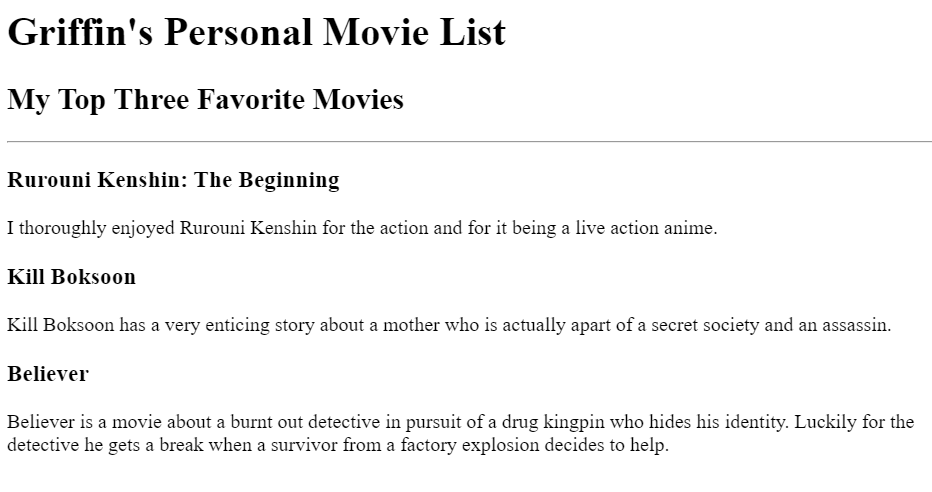 Griffin's Personal Movie List
My Top Three Favorite Movies
Rurouni Kenshin: The Beginning
I thoroughly enjoyed Rurouni Kenshin for the action and for it being a live action anime.
Kill Boksoon
Kill Boksoon has a very enticing story about a mother who is actually apart of a secret society and an assassin.
Believer
Believer is a movie about a burnt out detective in pursuit of a drug kingpin who hides his identity. Luckily for the
detective he gets a break when a survivor from a factory explosion decides to help.